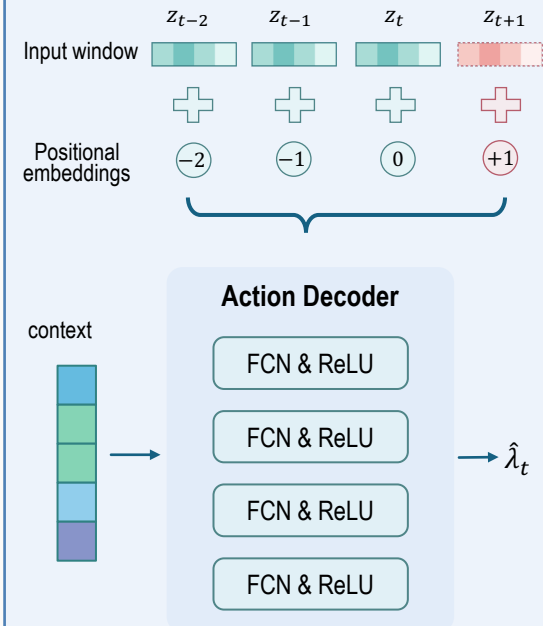 z_{t-2} z_{t-1} z_t z_{t+1}
Input window
Positional
embeddings
−2 −1 0 +1
Action Decoder
context
FCN & ReLU
FCN & ReLU
FCN & ReLU
FCN & ReLU
λ̂_t